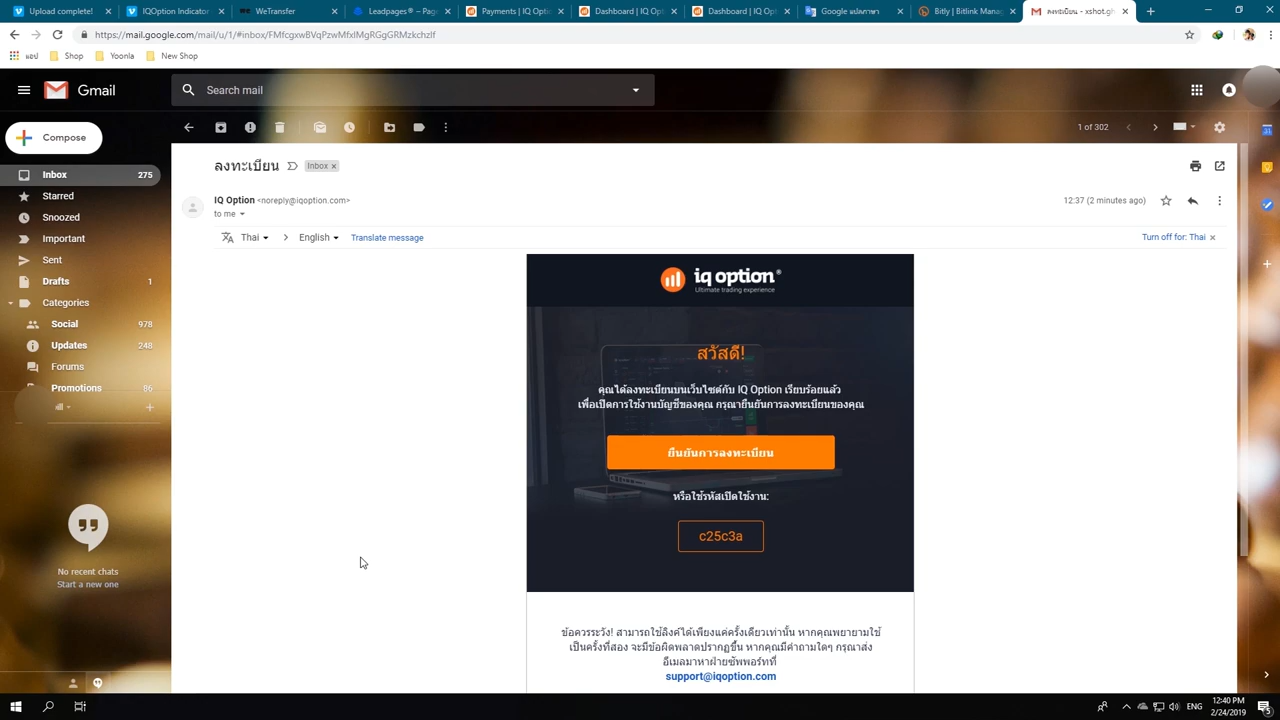 Upload complete!
IQOption Indicator
WeTransfer
Leadpages® – Page
Payments | IQ Optio
Dashboard | IQ Opt
Dashboard | IQ Opt
Google แปลภาษา
Bitly | Bitlink Mana
ลงทะเบียน - xshot.gh
https://mail.google.com/mail/u/1/#inbox/FMfcgxwBVqPzwMfxlMgRGgGRMzkchzlf
แอป
Shop
Yoonla
New Shop
Gmail
Search mail
Compose
1 of 302
Inbox 275
Starred
Snoozed
Important
Sent
Drafts 1
Categories
Social 978
Updates 248
Forums
Promotions 86
No recent chats
Start a new one
ลงทะเบียน
Inbox x
IQ Option <noreply@iqoption.com>
12:37 (2 minutes ago)
to me
Thai > English Translate message
Turn off for: Thai x
iq option®
Ultimate trading experience
สวัสดี!
คุณได้ลงทะเบียนบนเว็บไซต์กับ IQ Option เรียบร้อยแล้ว
เพื่อเปิดการใช้งานบัญชีของคุณ กรุณายืนยันการลงทะเบียนของคุณ
ยืนยันการลงทะเบียน
หรือใช้รหัสเปิดใช้งาน:
c25c3a
ข้อควรระวัง! สามารถใช้ลิงค์ได้เพียงแค่ครั้งเดียวเท่านั้น หากคุณพยายามใช้
เป็นครั้งที่สอง จะมีข้อผิดพลาดปรากฏขึ้น หากคุณมีคำถามใดๆ กรุณาส่ง
อีเมลมาหาฝ่ายซัพพอร์ทที่
support@iqoption.com
ENG
12:40 PM
2/24/2019